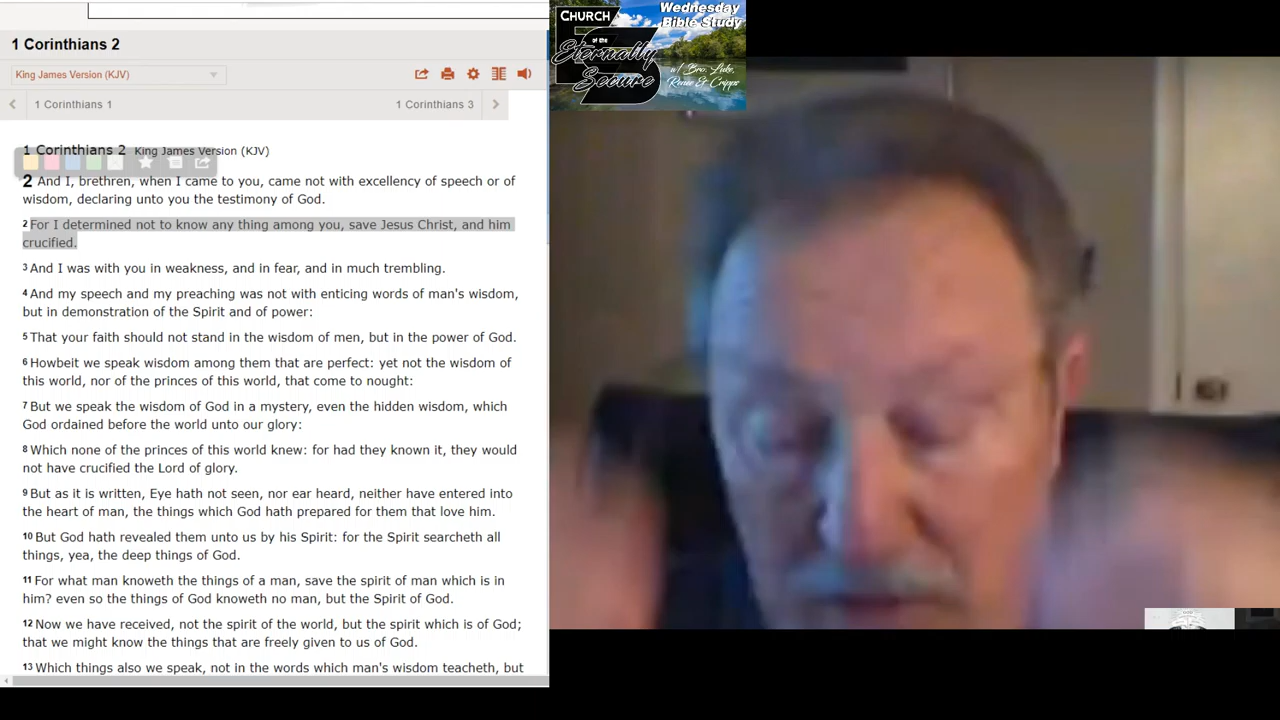 1 Corinthians 2
King James Version (KJV)
1 Corinthians 1
1 Corinthians 3
1 Corinthians 2 King James Version (KJV)
2 And I, brethren, when I came to you, came not with excellency of speech or of
wisdom, declaring unto you the testimony of God.
2 For I determined not to know any thing among you, save Jesus Christ, and him
crucified.
3 And I was with you in weakness, and in fear, and in much trembling.
4 And my speech and my preaching was not with enticing words of man's wisdom,
but in demonstration of the Spirit and of power:
5 That your faith should not stand in the wisdom of men, but in the power of God.
6 Howbeit we speak wisdom among them that are perfect: yet not the wisdom of
this world, nor of the princes of this world, that come to nought:
7 But we speak the wisdom of God in a mystery, even the hidden wisdom, which
God ordained before the world unto our glory:
8 Which none of the princes of this world knew: for had they known it, they would
not have crucified the Lord of glory.
9 But as it is written, Eye hath not seen, nor ear heard, neither have entered into
the heart of man, the things which God hath prepared for them that love him.
10 But God hath revealed them unto us by his Spirit: for the Spirit searcheth all
things, yea, the deep things of God.
11 For what man knoweth the things of a man, save the spirit of man which is in
him? even so the things of God knoweth no man, but the Spirit of God.
12 Now we have received, not the spirit of the world, but the spirit which is of God;
that we might know the things that are freely given to us of God.
13 Which things also we speak, not in the words which man's wisdom teacheth, but
CHURCH
of the
Eternally
Secure
Wednesday
Bible Study
w/ Bro. Luke,
Renee & Cripps